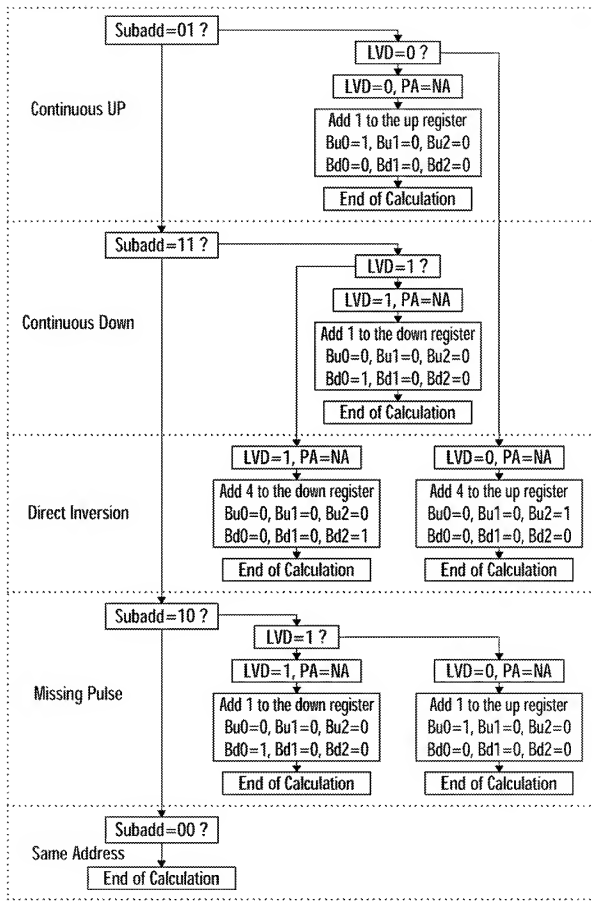 Subadd=01 ?
LVD=0 ?
LVD=0, PA=NA
Continuous UP
Add 1 to the up register
Bu0=1, Bu1=0, Bu2=0
Bd0=0, Bd1=0, Bd2=0
End of Calculation
Subadd=11 ?
LVD=1 ?
LVD=1, PA=NA
Continuous Down
Add 1 to the down register
Bu0=0, Bu1=0, Bu2=0
Bd0=1, Bd1=0, Bd2=0
End of Calculation
Direct Inversion
LVD=1, PA=NA
Add 4 to the down register
Bu0=0, Bu1=0, Bu2=0
Bd0=0, Bd1=0, Bd2=1
End of Calculation
LVD=0, PA=NA
Add 4 to the up register
Bu0=0, Bu1=0, Bu2=1
Bd0=0, Bd1=0, Bd2=0
End of Calculation
Subadd=10 ?
LVD=1 ?
Missing Pulse
LVD=1, PA=NA
Add 1 to the down register
Bu0=0, Bu1=0, Bu2=0
Bd0=1, Bd1=0, Bd2=0
End of Calculation
LVD=0, PA=NA
Add 1 to the up register
Bu0=1, Bu1=0, Bu2=0
Bd0=0, Bd1=0, Bd2=0
End of Calculation
Subadd=00 ?
Same Address
End of Calculation